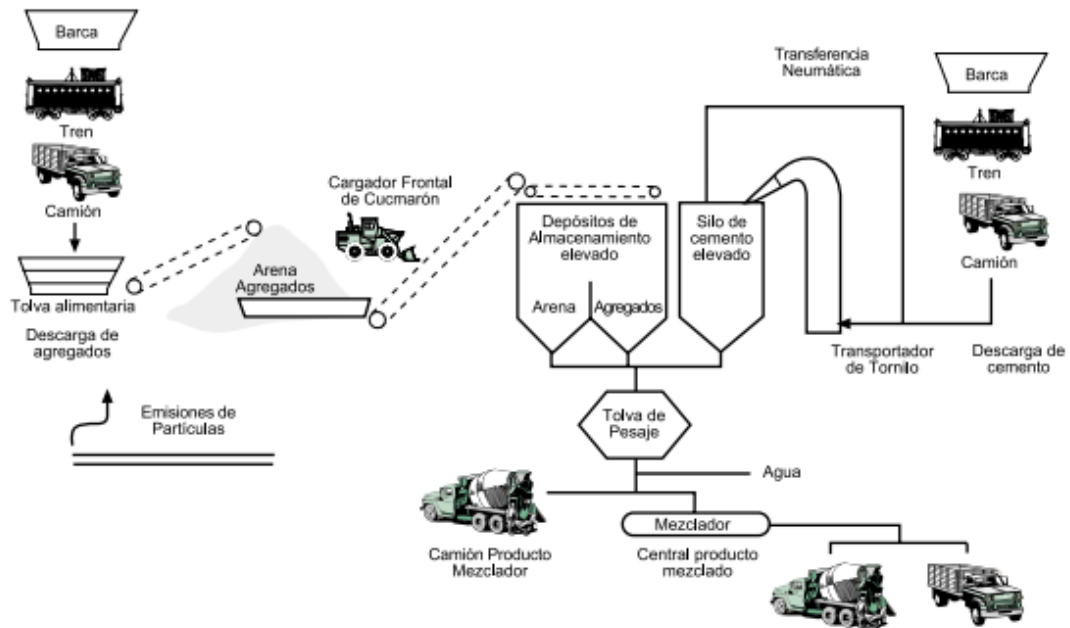 Barca
Tren
Camión
Tolva alimentaria
Descarga de
agregados
Emisiones de
Partículas
Arena
Agregados
Cargador Frontal
de Cucmarón
Depósitos de
Almacenamiento
elevado
Arena
Agregados
Silo de
cemento
elevado
Transferencia
Neumática
Barca
Tren
Camión
Transportador
de Tornilo
Descarga de
cemento
Tolva de
Pesaje
Agua
Camión Producto
Mezclador
Mezclador
Central producto
mezclado